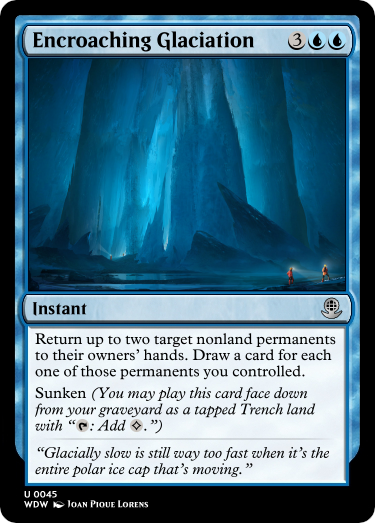 Encroaching Glaciation 3
Instant
Return up to two target nonland permanents
to their owners' hands. Draw a card for each
one of those permanents you controlled.
Sunken (You may play this card face down
from your graveyard as a tapped Trench land
with “: Add .”)
“Glacially slow is still way too fast when it's the
entire polar ice cap that's moving.”
U 0045
WDW Joan Pique Lorens